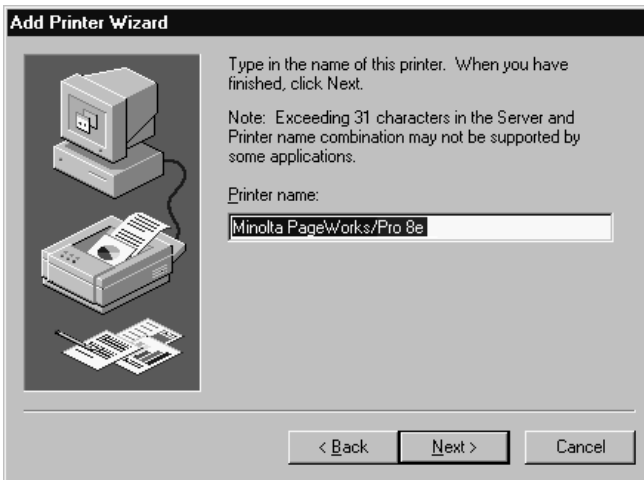 Add Printer Wizard
Type in the name of this printer.  When you have
finished, click Next.
Note:  Exceeding 31 characters in the Server and
Printer name combination may not be supported by
some applications.
Printer name:
Minolta PageWorks/Pro 8e
< Back
Next >
Cancel